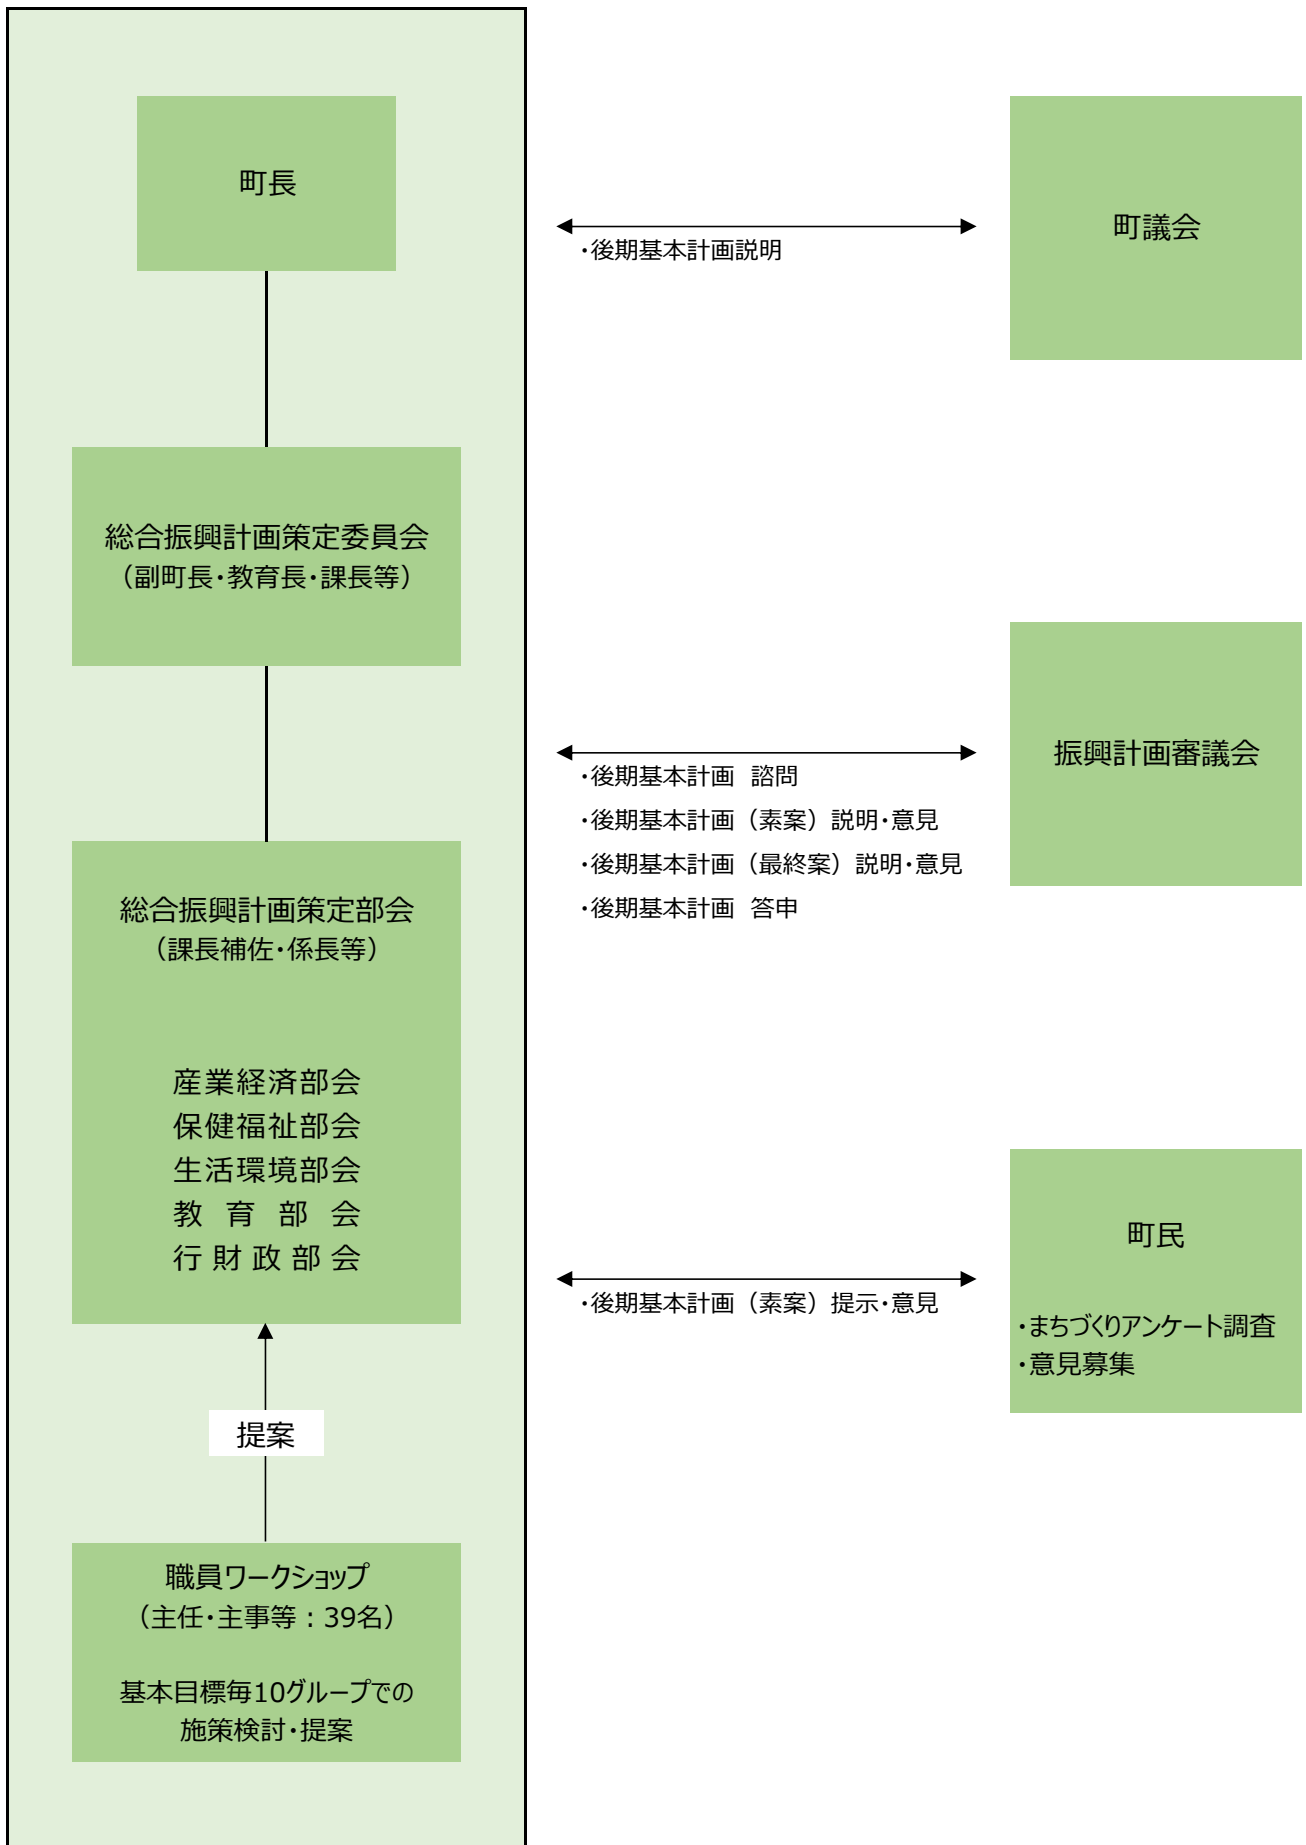 町長
総合振興計画策定委員会
（副町長・教育長・課長等）
総合振興計画策定部会
（課長補佐・係長等）
産業経済部会
保健福祉部会
生活環境部会
教育部会
行財政部会
提案
職員ワークショップ
（主任・主事等：39名）
基本目標毎10グループでの
施策検討・提案
・後期基本計画説明
町議会
・後期基本計画 諮問
・後期基本計画（素案）説明・意見
・後期基本計画（最終案）説明・意見
・後期基本計画 答申
振興計画審議会
・後期基本計画（素案）提示・意見
町民
・まちづくりアンケート調査
・意見募集